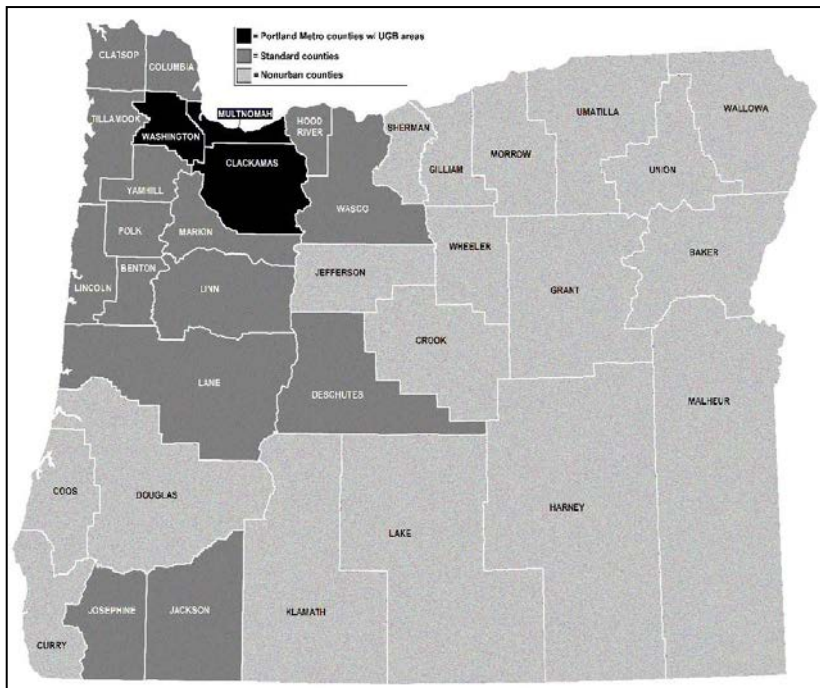 = Portland Metro counties w/ UGB areas
= Standard counties
= Nonurban counties
CLATSOP
COLUMBIA
TILLAMOOK
WASHINGTON
MULTNOMAH
HOOD
RIVER
SHERMAN
GILLIAM
MORROW
UMATILLA
WALLOWA
UNION
CLACKAMAS
YAMHILL
WASCO
POLK
MARION
WHEELER
BAKER
BENTON
LINCOLN
LINN
JEFFERSON
GRANT
CROOK
LANE
DESCHUTES
MALHEUR
COOS
DOUGLAS
HARNEY
LAKE
JOSEPHINE
JACKSON
KLAMATH
CURRY